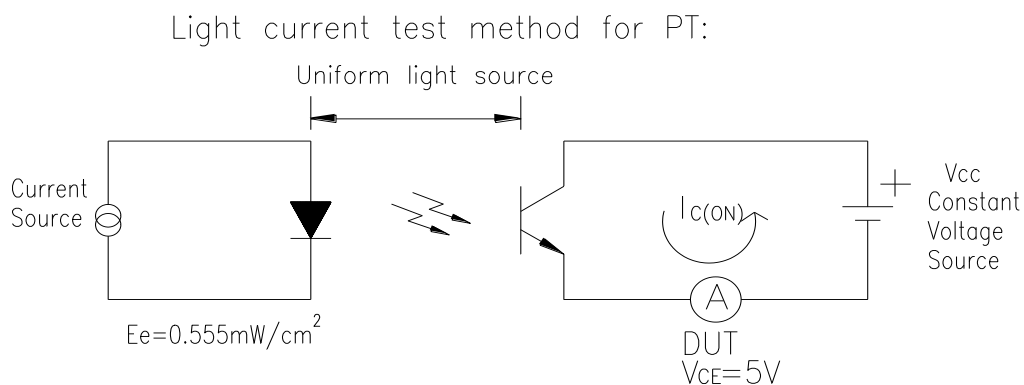 Light current test method for PT:
Uniform light source
Current
Source
Ee=0.555mW/cm²
IC(ON)
A
DUT
VCE=5V
+
Vcc
Constant
Voltage
Source